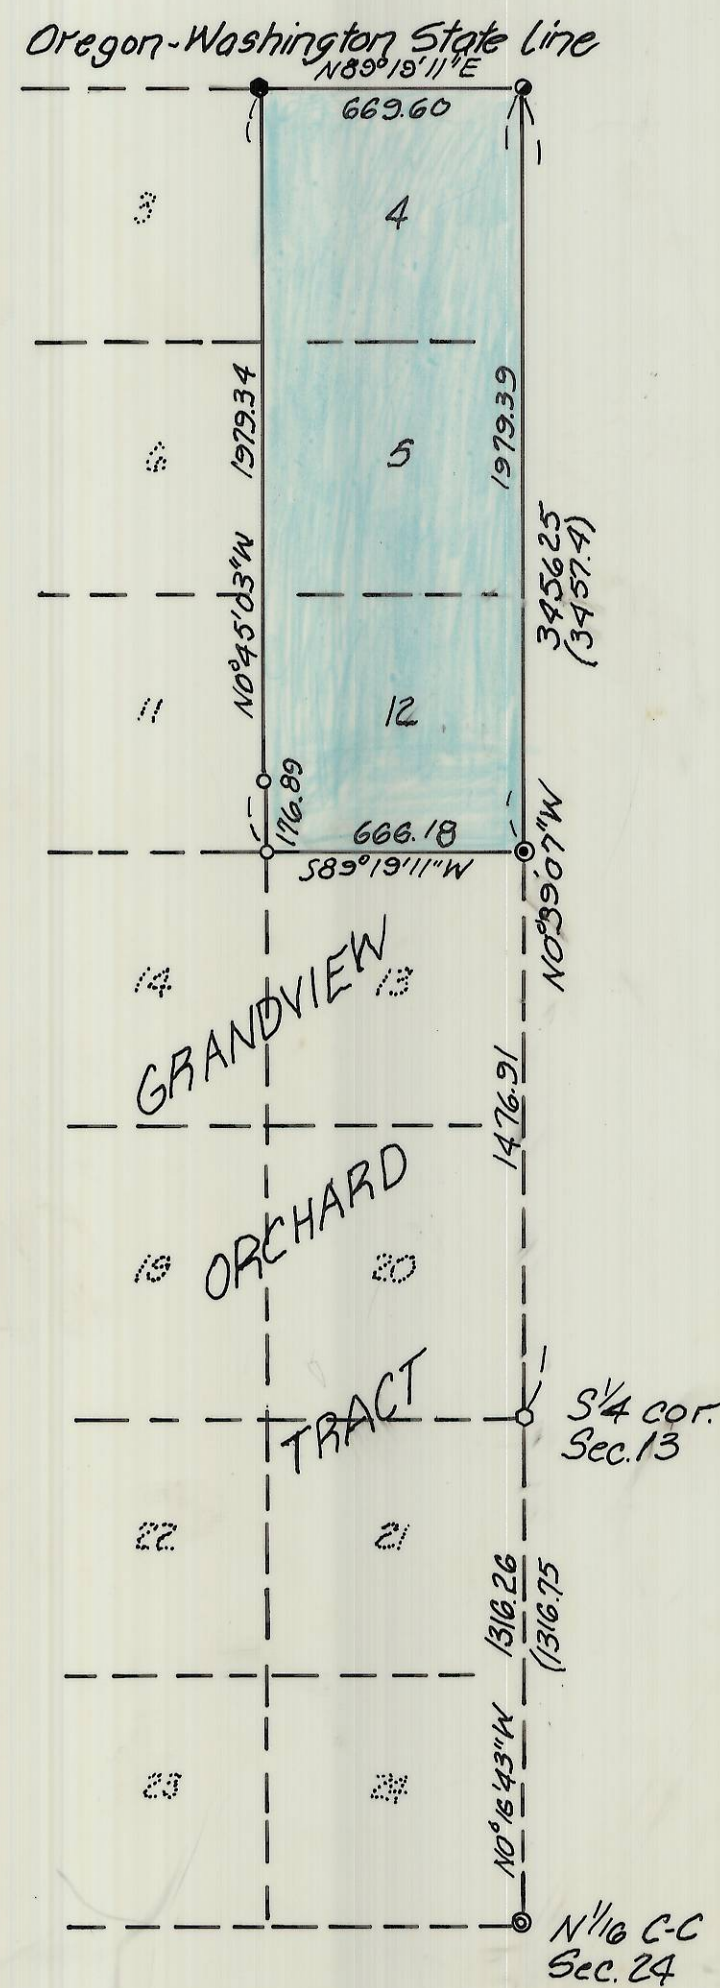 Oregon-Washington State line
N89°19'11"E
669.60
3
4
1979.34
1979.39
5
3456.25
(3457.4)
N0°45'03"W
11
12
176.89
666.18
S89°19'11"W
N0°39'07"W
14
13
GRANDVIEW
1476.91
ORCHARD
19
20
TRACT
S1/4 cor.
Sec.13
22
21
1316.26
(1316.75
N0°16'43"W
23
24
N1/16 C-C
Sec.24